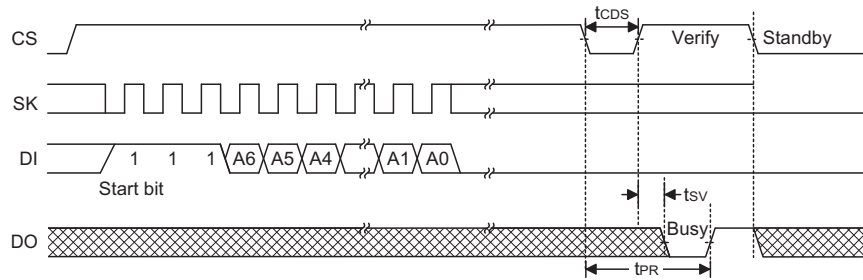 tCDS
CS Verify Standby
SK
DI 1 1 1 A6 A5 A4 A1 A0
Start bit
tSV
DO Busy
tPR